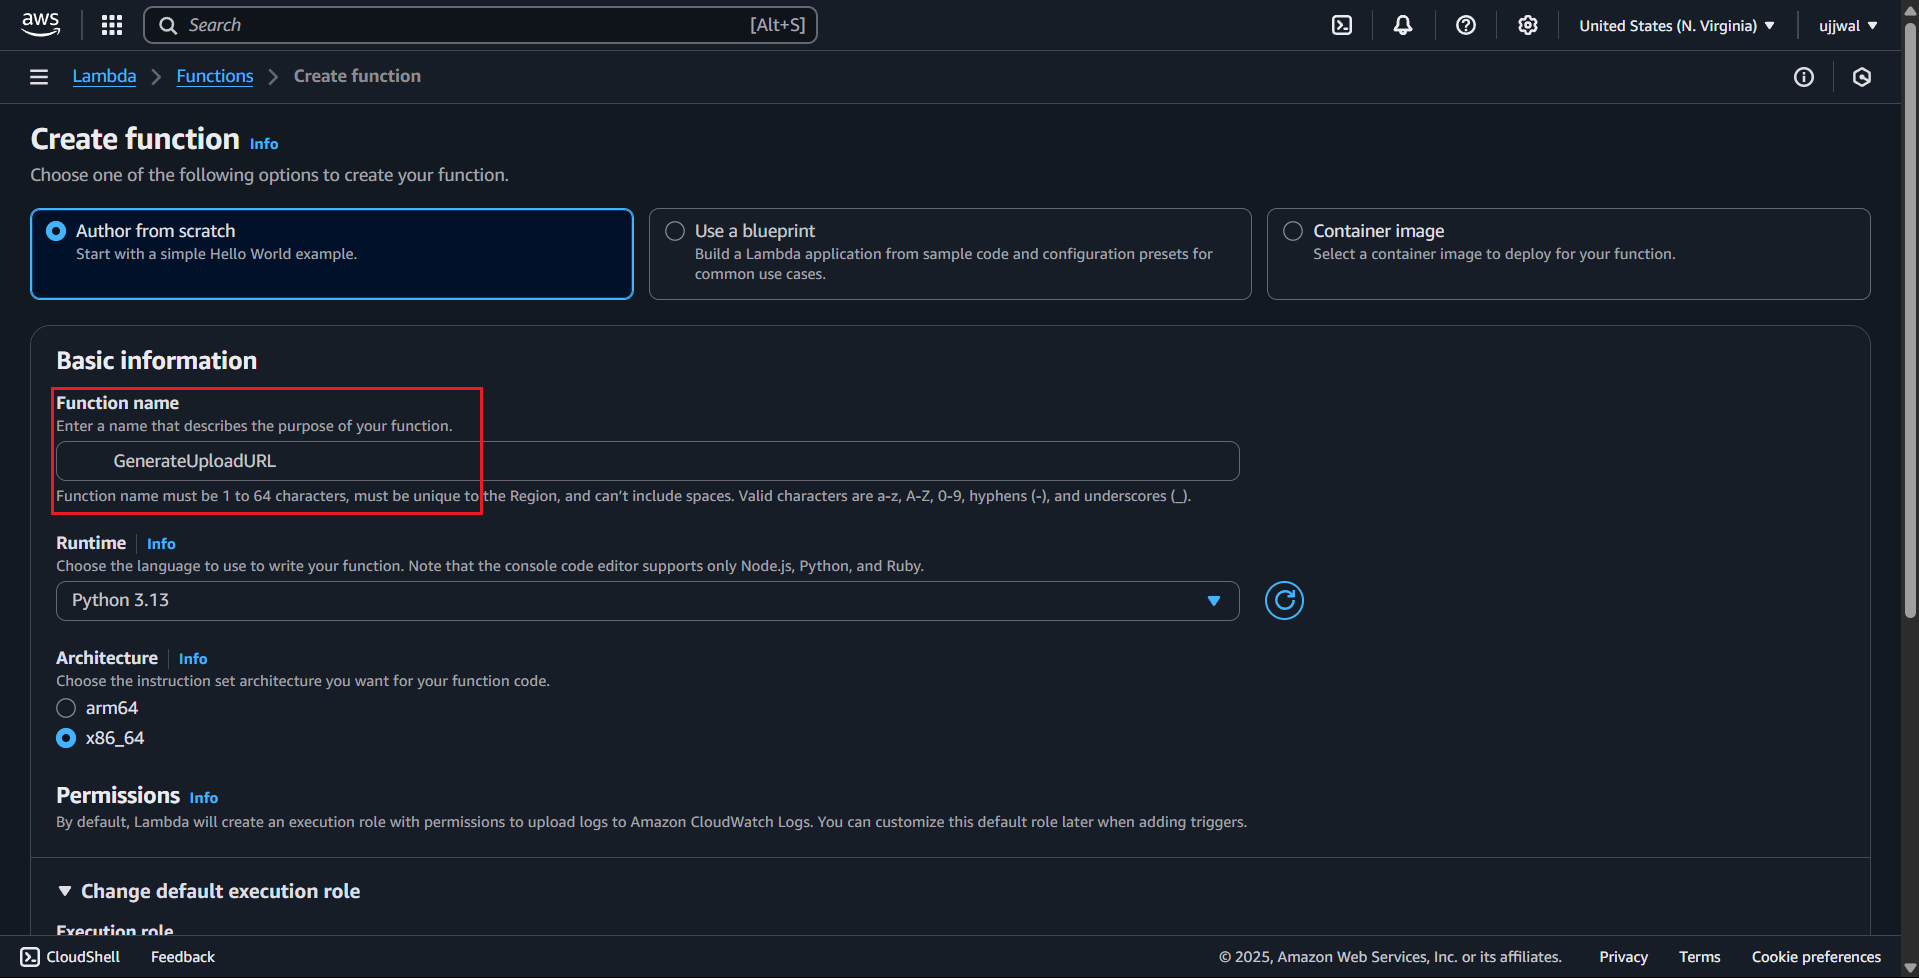 aws
Search [Alt+S]
United States (N. Virginia)
ujjwal
Lambda
Functions
Create function
Create function Info
Choose one of the following options to create your function.
Author from scratch
Start with a simple Hello World example.
Use a blueprint
Build a Lambda application from sample code and configuration presets for
common use cases.
Container image
Select a container image to deploy for your function.
Basic information
Function name
Enter a name that describes the purpose of your function.
GenerateUploadURL
Function name must be 1 to 64 characters, must be unique to the Region, and can’t include spaces. Valid characters are a-z, A-Z, 0-9, hyphens (-), and underscores (_).
Runtime Info
Choose the language to use to write your function. Note that the console code editor supports only Node.js, Python, and Ruby.
Python 3.13
Architecture Info
Choose the instruction set architecture you want for your function code.
arm64
x86_64
Permissions Info
By default, Lambda will create an execution role with permissions to upload logs to Amazon CloudWatch Logs. You can customize this default role later when adding triggers.
Change default execution role
Execution role
CloudShell
Feedback
© 2025, Amazon Web Services, Inc. or its affiliates.
Privacy
Terms
Cookie preferences